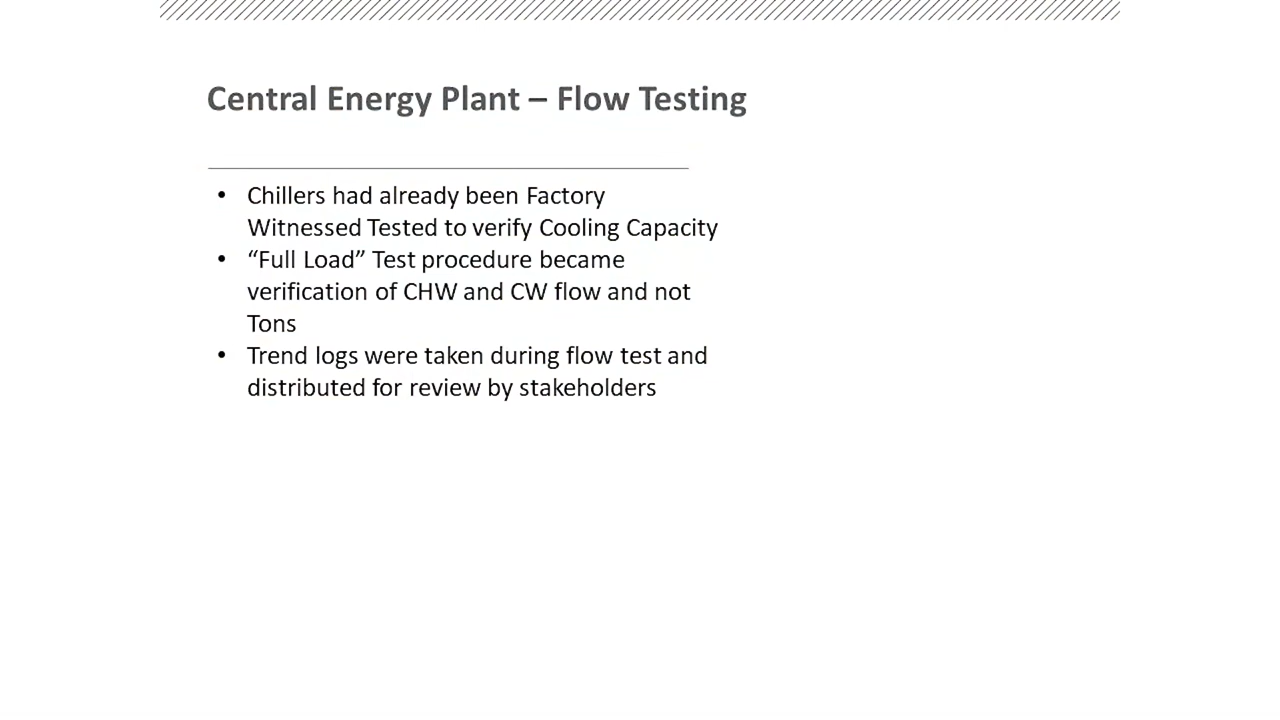 Central Energy Plant – Flow Testing
• Chillers had already been Factory
Witnessed Tested to verify Cooling Capacity
• “Full Load” Test procedure became
verification of CHW and CW flow and not
Tons
• Trend logs were taken during flow test and
distributed for review by stakeholders